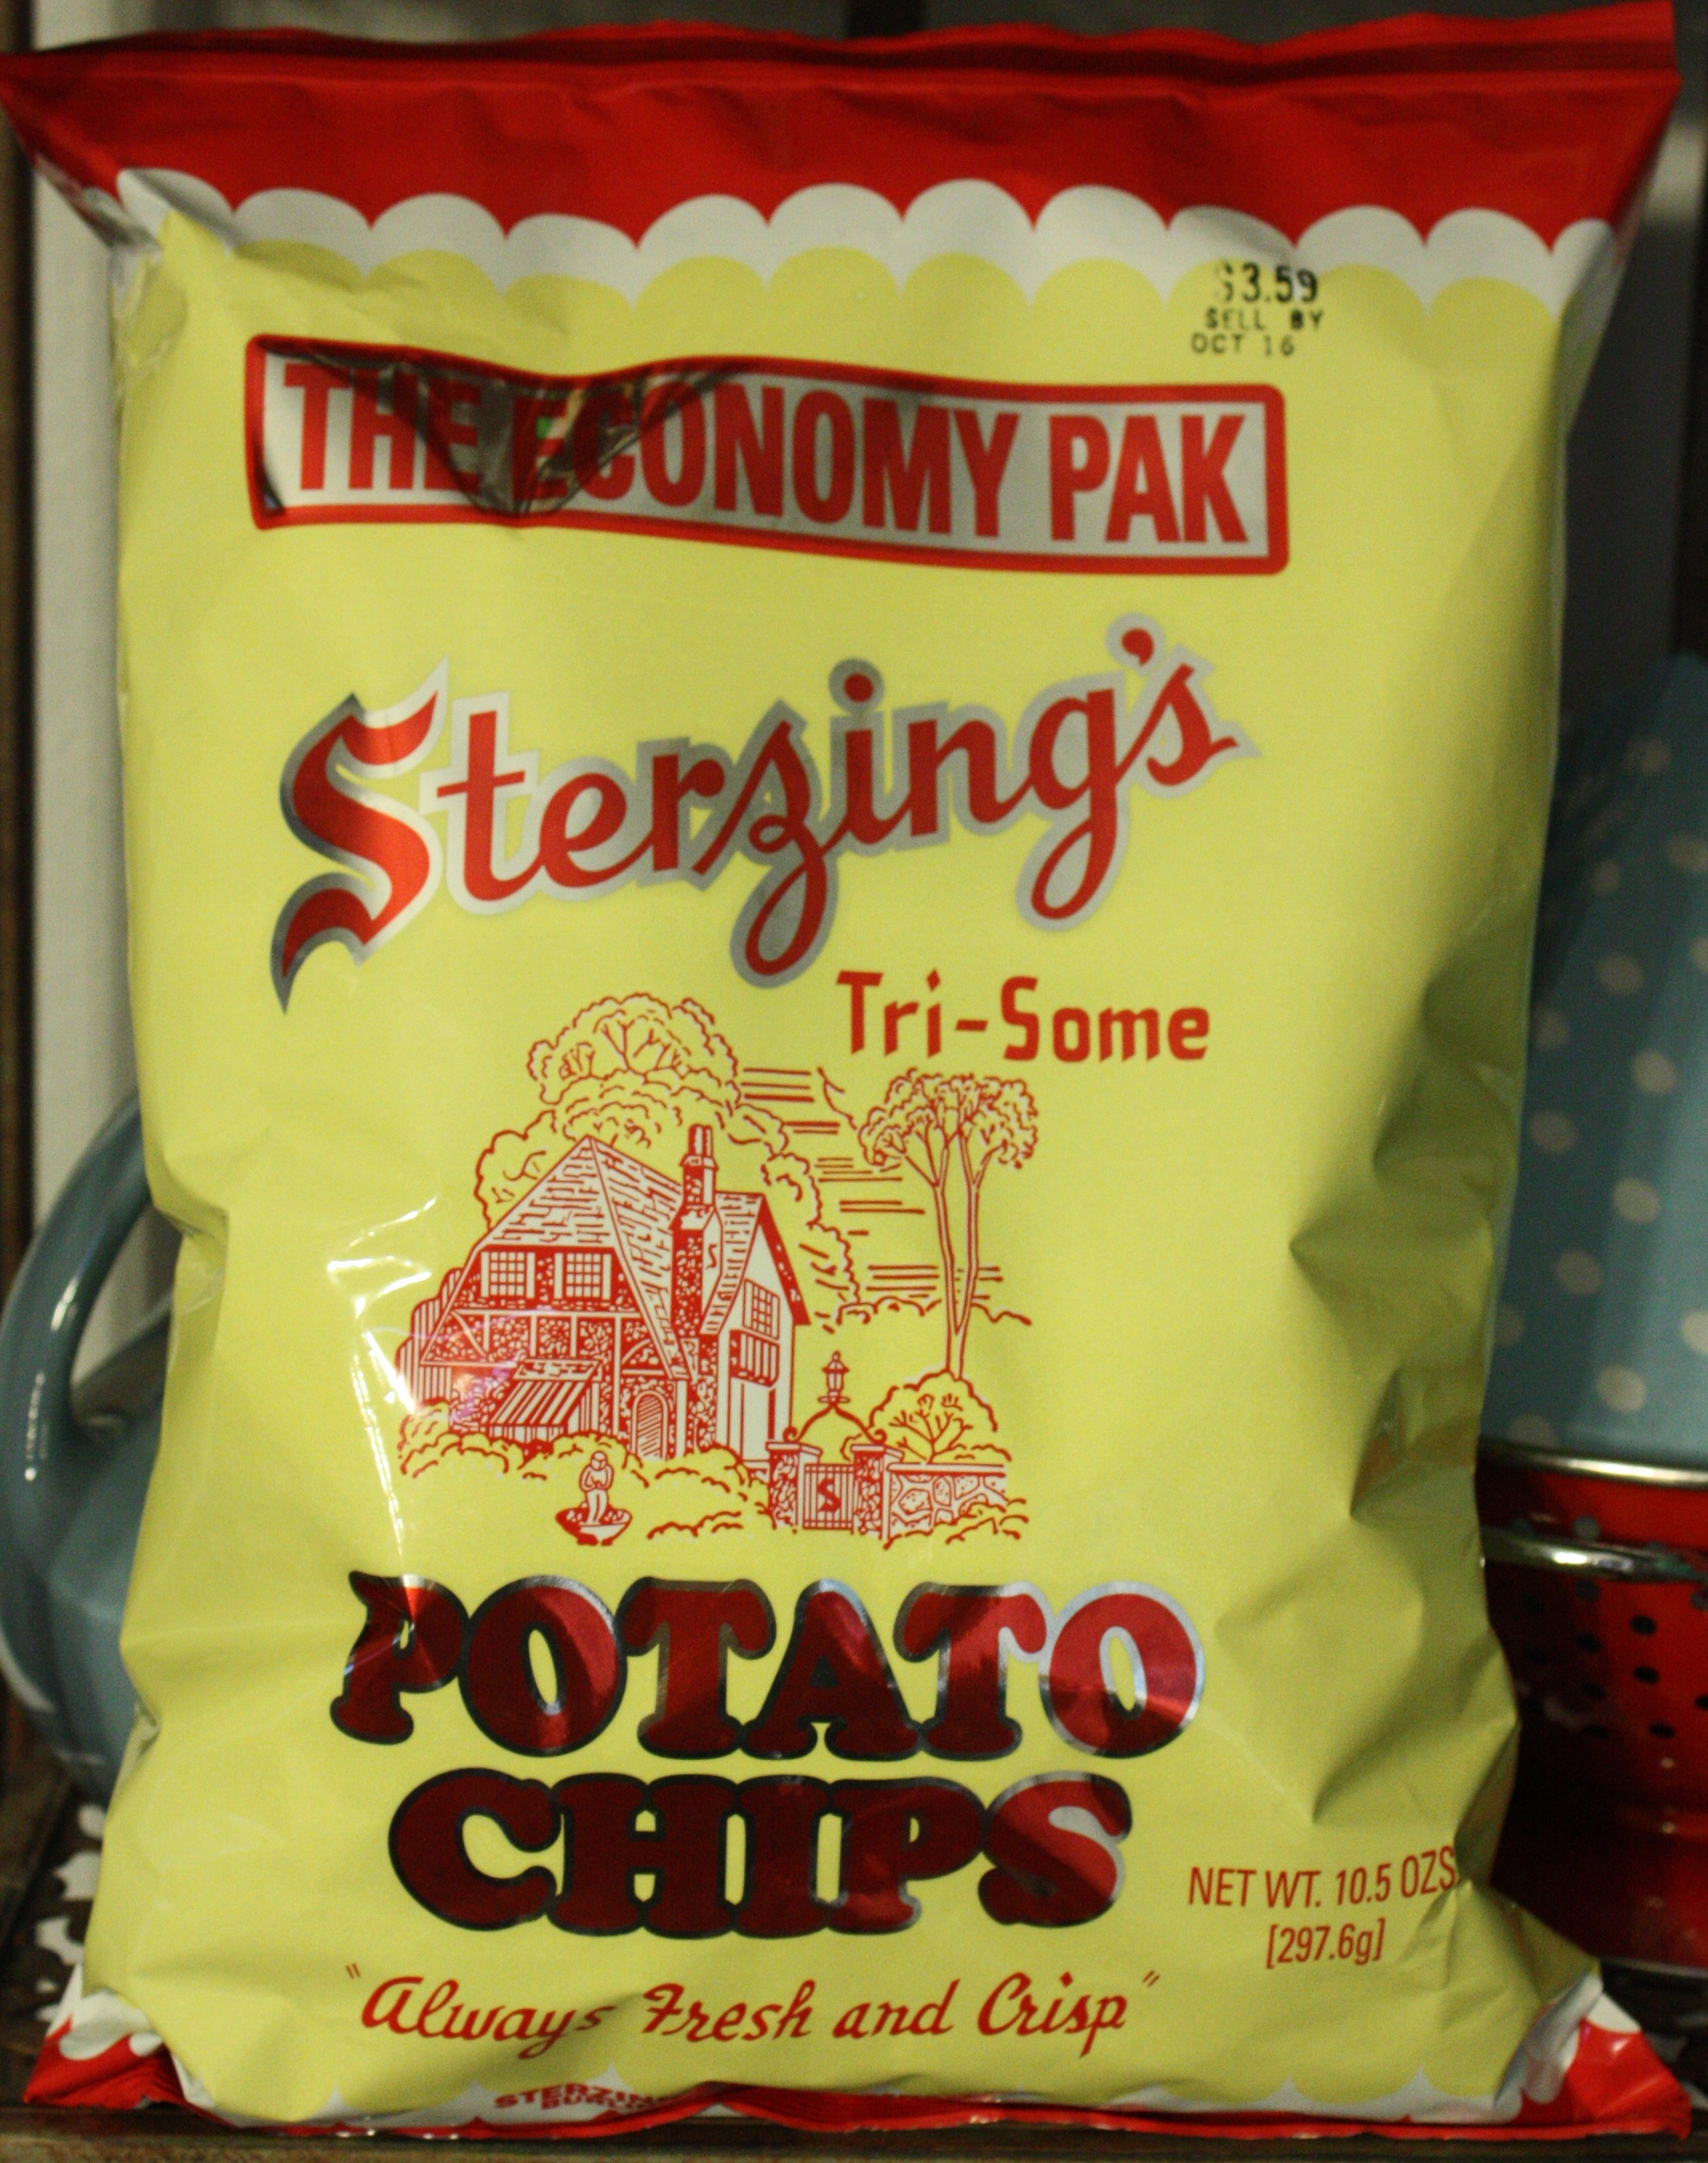 $3.59
SELL BY
OCT 16
THE ECONOMY PAK
Sterzing's
Tri-Some
S
POTATO
CHIPS
NET WT. 10.5 OZS
[297.6g]
"Always Fresh and Crisp"